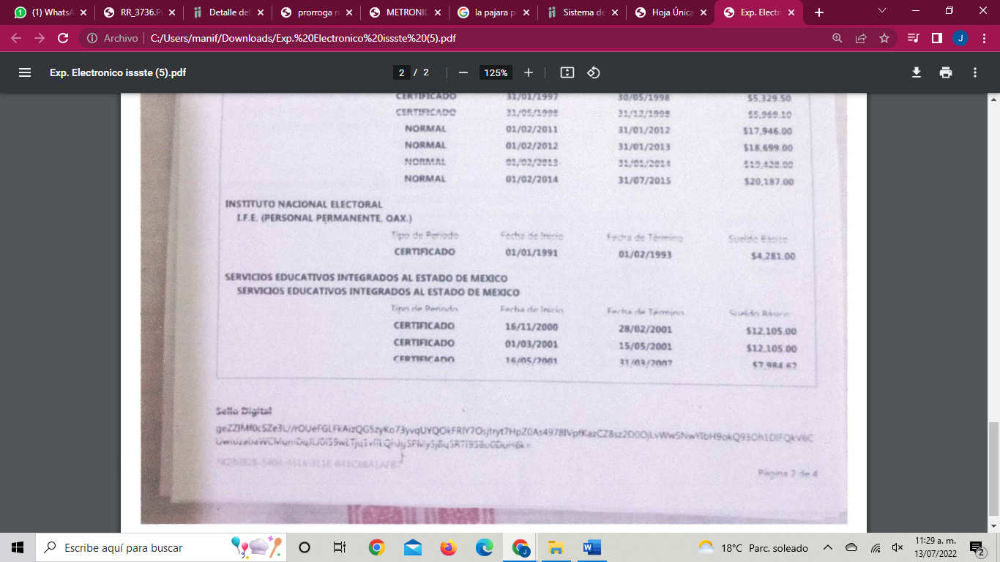 (1) WhatsA
RR_3736.P
Detalle del
prorroga r
METRONID
la pajara p
Sistema de
Hoja Única
Exp. Electr
Archivo C:/Users/manif/Downloads/Exp.%20Electronico%20issste%20(5).pdf
J
Exp. Electronico issste (5).pdf 2 / 2 125%
CERTIFICADO 31/01/1997 30/05/1998 $5,329.50
CERTIFICADO 31/05/1998 31/12/1998 $5,969.10
NORMAL 01/02/2011 31/01/2012 $17,946.00
NORMAL 01/02/2012 31/01/2013 $18,699.00
NORMAL 01/02/2013 31/01/2014 $19,428.00
NORMAL 01/02/2014 31/07/2015 $20,187.00
INSTITUTO NACIONAL ELECTORAL
I.F.E. (PERSONAL PERMANENTE, OAX.)
Tipo de Periodo Fecha de Inicio Fecha de Término Sueldo Básico
CERTIFICADO 01/01/1991 01/02/1993 $4,281.00
SERVICIOS EDUCATIVOS INTEGRADOS AL ESTADO DE MEXICO
SERVICIOS EDUCATIVOS INTEGRADOS AL ESTADO DE MEXICO
Tipo de Periodo Fecha de Inicio Fecha de Término Sueldo Básico
CERTIFICADO 16/11/2000 28/02/2001 $12,105.00
CERTIFICADO 01/03/2001 15/05/2001 $12,105.00
CERTIFICADO 16/05/2001 31/03/2007 $7,984.62
Sello Digital
Página 2 de 4
Escribe aquí para buscar
18°C Parc. soleado
11:29 a. m.
13/07/2022
2